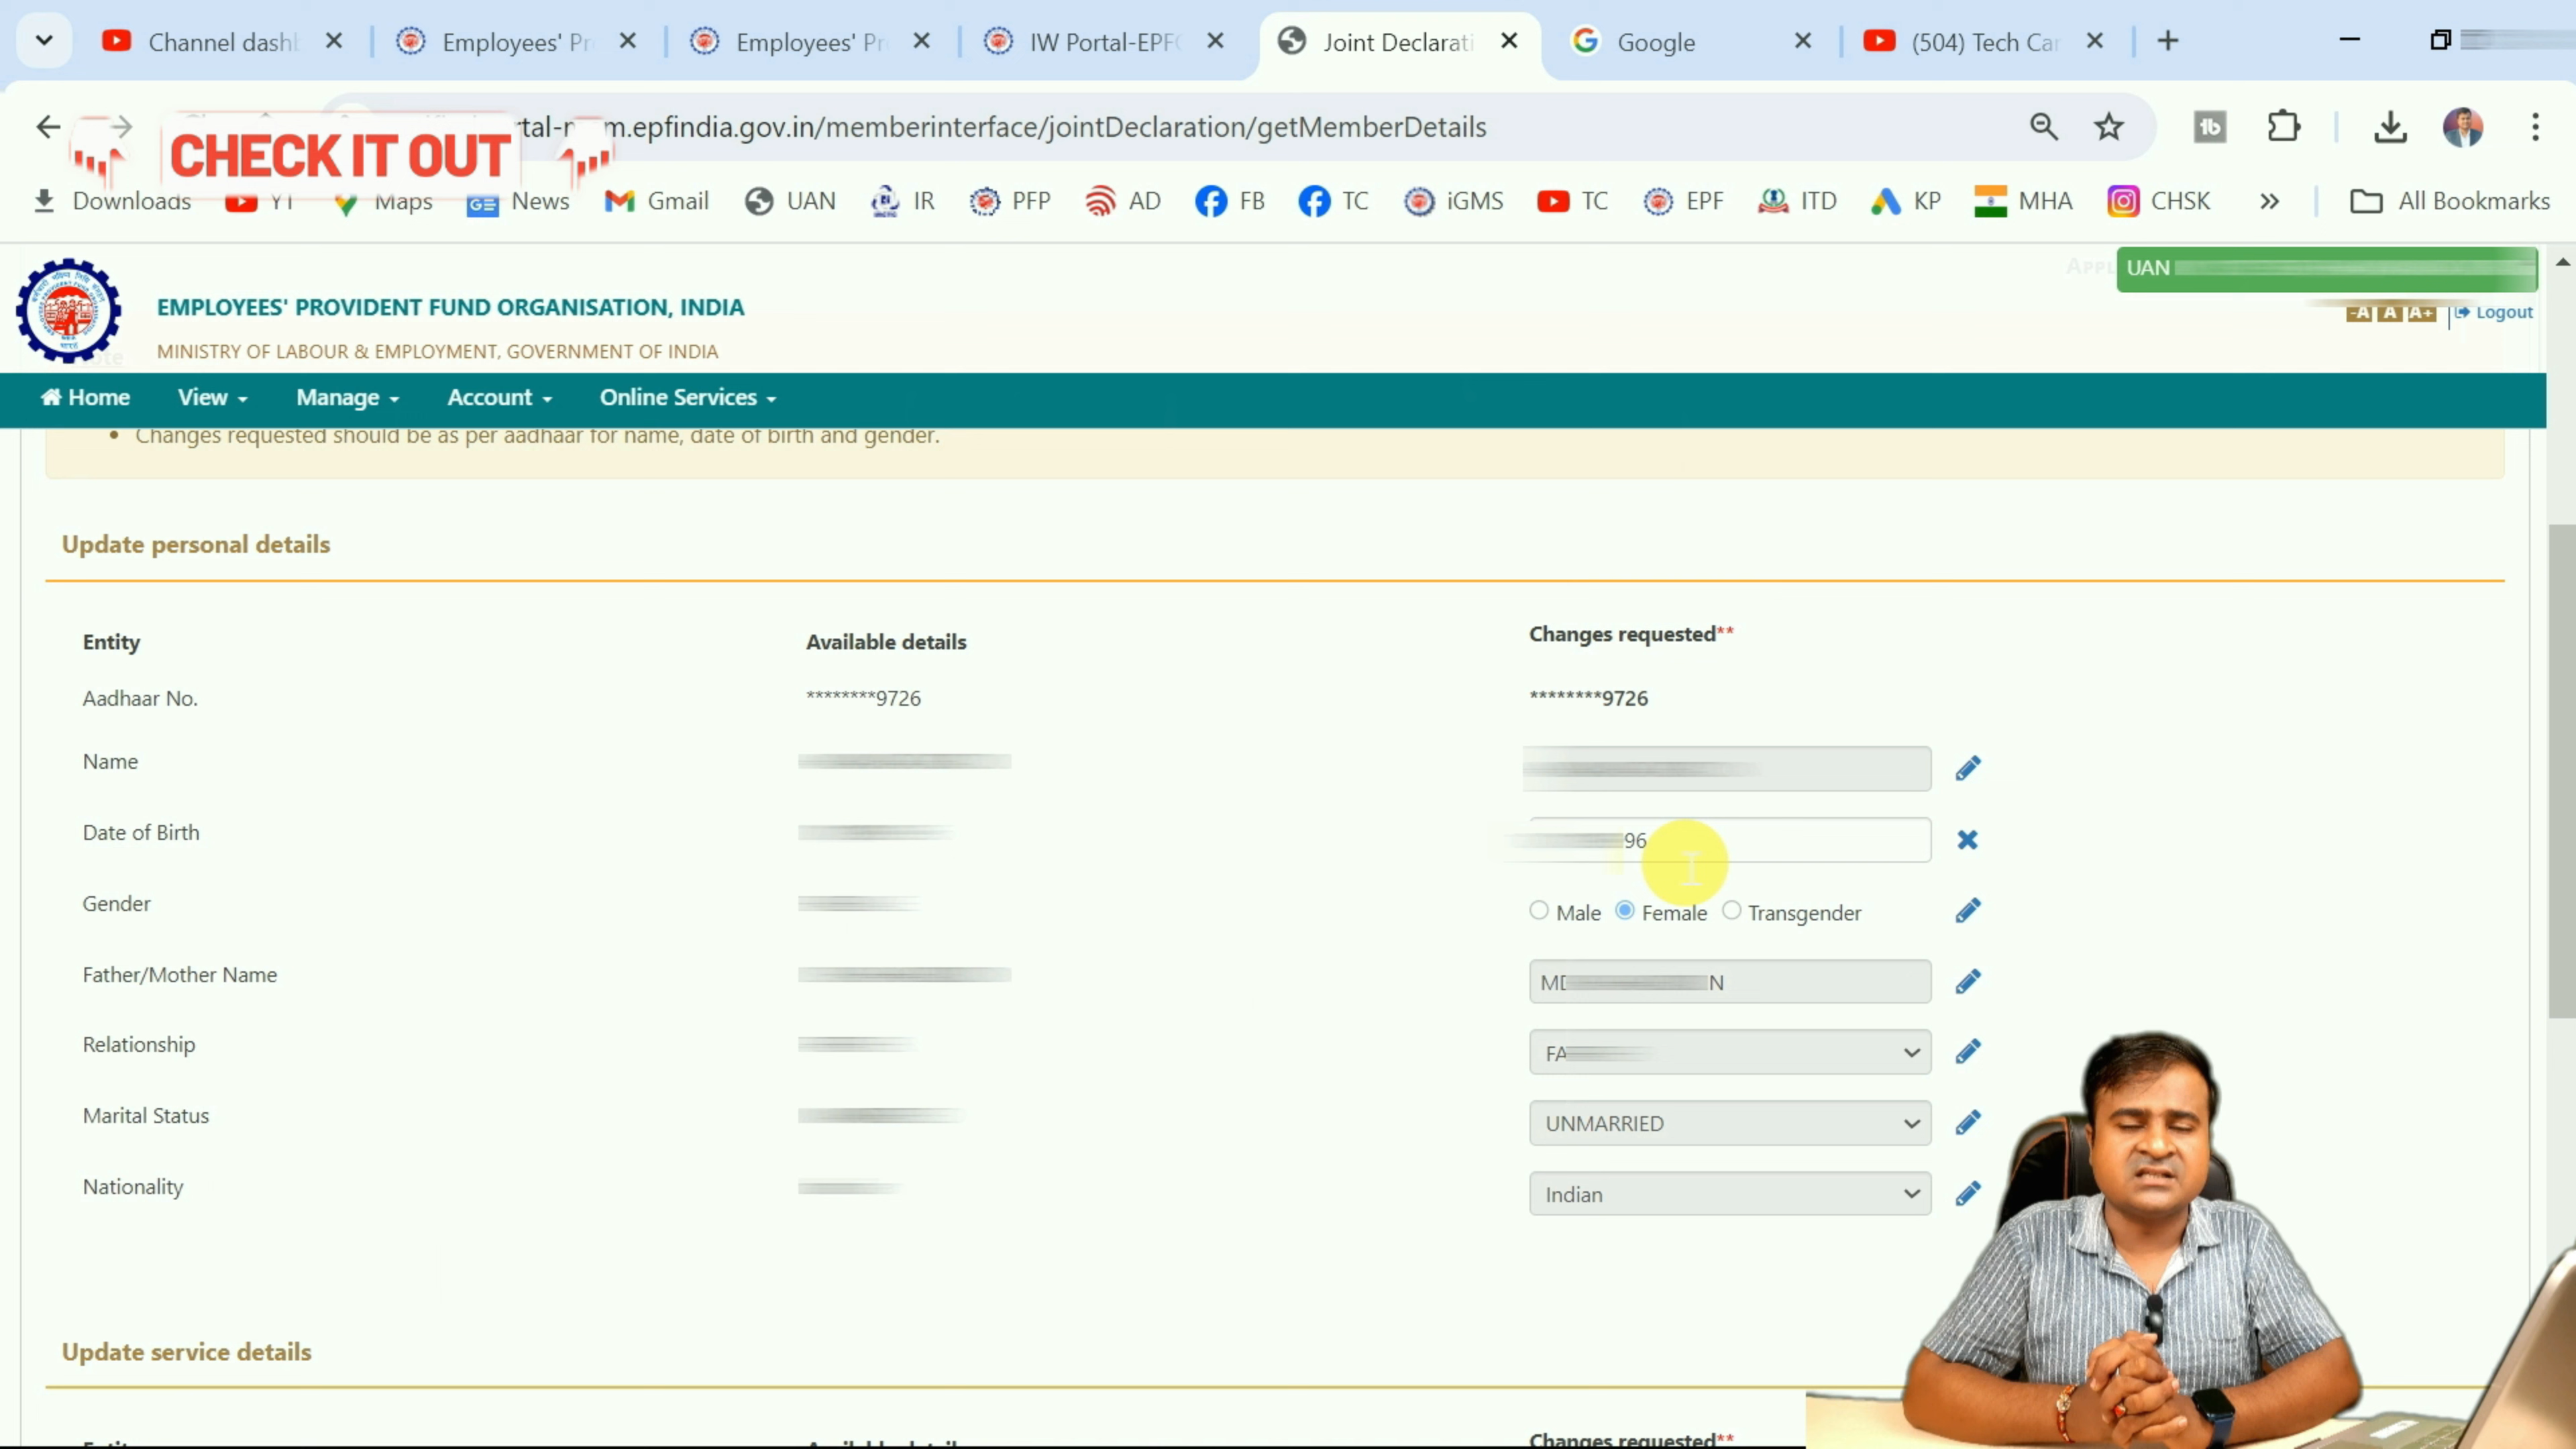 Channel dashb
Employees' Pr
Employees' Pr
IW Portal-EPFO
Joint Declarati
Google
(504) Tech Car
CHECK IT OUT
m.epfindia.gov.in/memberinterface/jointDeclaration/getMemberDetails
Downloads YT Maps News Gmail UAN IR PFP AD FB TC iGMS TC EPF ITD KP MHA CHSK » All Bookmarks
UAN
EMPLOYEES' PROVIDENT FUND ORGANISATION, INDIA
-A A A+ Logout
MINISTRY OF LABOUR & EMPLOYMENT, GOVERNMENT OF INDIA
Home View Manage Account Online Services
• Changes requested should be as per aadhaar for name, date of birth and gender.
Update personal details
Entity Available details Changes requested**
Aadhaar No. ********9726 ********9726
Name
Date of Birth 96
Gender Male Female Transgender
Father/Mother Name N
Relationship FA
Marital Status UNMARRIED
Nationality Indian
Update service details
Changes requested**